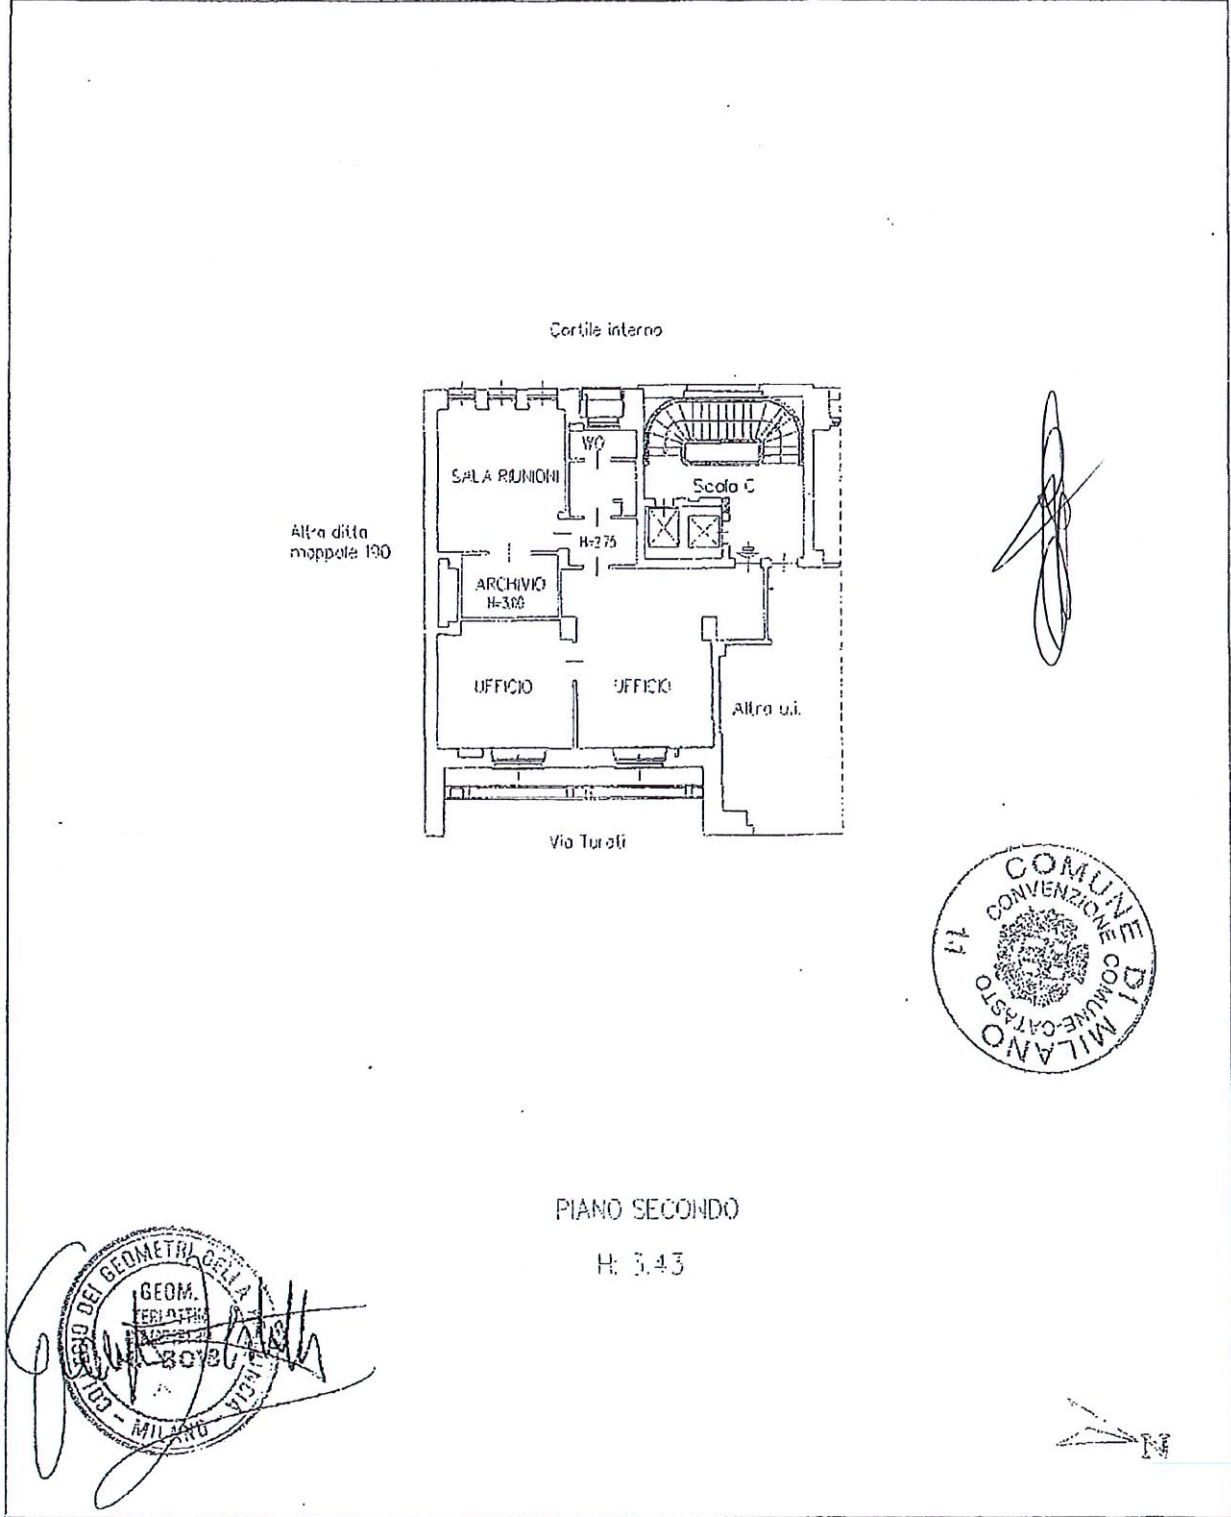 Cortile interno
WC
SALA RIUNIONI
Scala C
Altra ditta
mappale 190
H=2.75
ARCHIVIO
H=3.00
UFFICIO
UFFICIO
Altra u.i.
Via Turati
COMUNE DI MILANO
CONVENZIONE COMUNE-CATASTO
PIANO SECONDO
H: 3.43
COLLEGIO DEI GEOMETRI DELLA PROVINCIA
GEOM.
MILANO
N